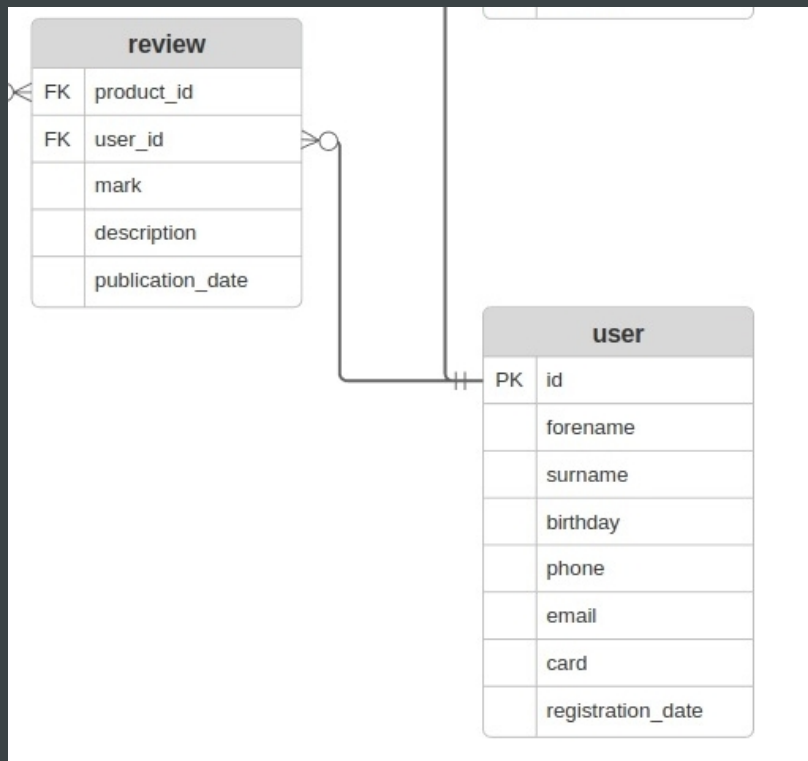 review
FK product_id
FK user_id
mark
description
publication_date
user
PK id
forename
surname
birthday
phone
email
card
registration_date